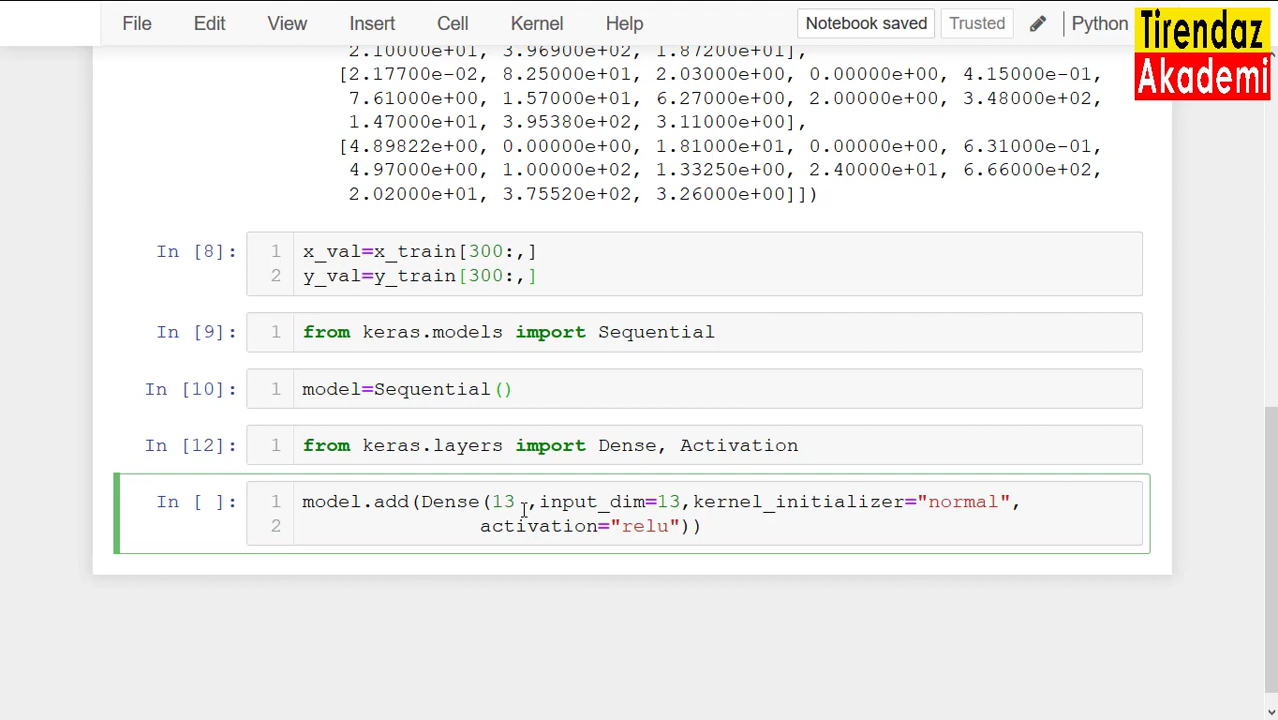 File Edit View Insert Cell Kernel Help Notebook saved Trusted Python
Tirendaz
Akademi
2.10000e+01, 3.96900e+02, 1.87200e+01],
[2.17700e-02, 8.25000e+01, 2.03000e+00, 0.00000e+00, 4.15000e-01,
7.61000e+00, 1.57000e+01, 6.27000e+00, 2.00000e+00, 3.48000e+02,
1.47000e+01, 3.95380e+02, 3.11000e+00],
[4.89822e+00, 0.00000e+00, 1.81000e+01, 0.00000e+00, 6.31000e-01,
4.97000e+00, 1.00000e+02, 1.33250e+00, 2.40000e+01, 6.66000e+02,
2.02000e+01, 3.75520e+02, 3.26000e+00]])
In [8]: 1 x_val=x_train[300:,]
2 y_val=y_train[300:,]
In [9]: 1 from keras.models import Sequential
In [10]: 1 model=Sequential()
In [12]: 1 from keras.layers import Dense, Activation
In [ ]: 1 model.add(Dense(13 ,input_dim=13,kernel_initializer="normal",
2 activation="relu"))